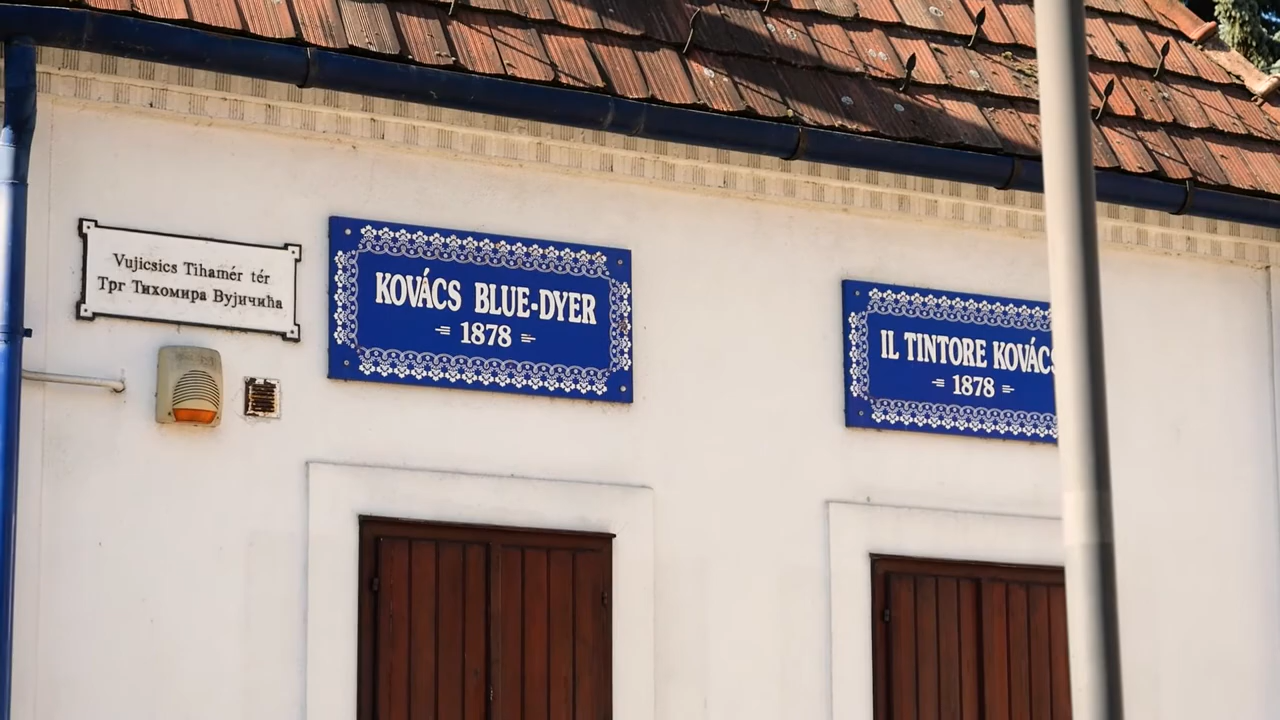 Vujicsics Tihamér tér
Трг Тихомира Вујичића
KOVÁCS BLUE-DYER
1878
IL TINTORE KOVÁCS
1878